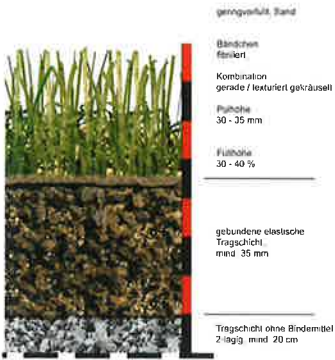 geringverfüllt, Sand
Bändchen
fibrilliert
Kombination
gerade / texturiert gekräuselt
Polhöhe
30 - 35 mm
Füllhöhe
30 - 40 %
gebundene elastische
Tragschicht,
mind. 35 mm
Tragschicht ohne Bindemittel
2-lagig, mind. 20 cm